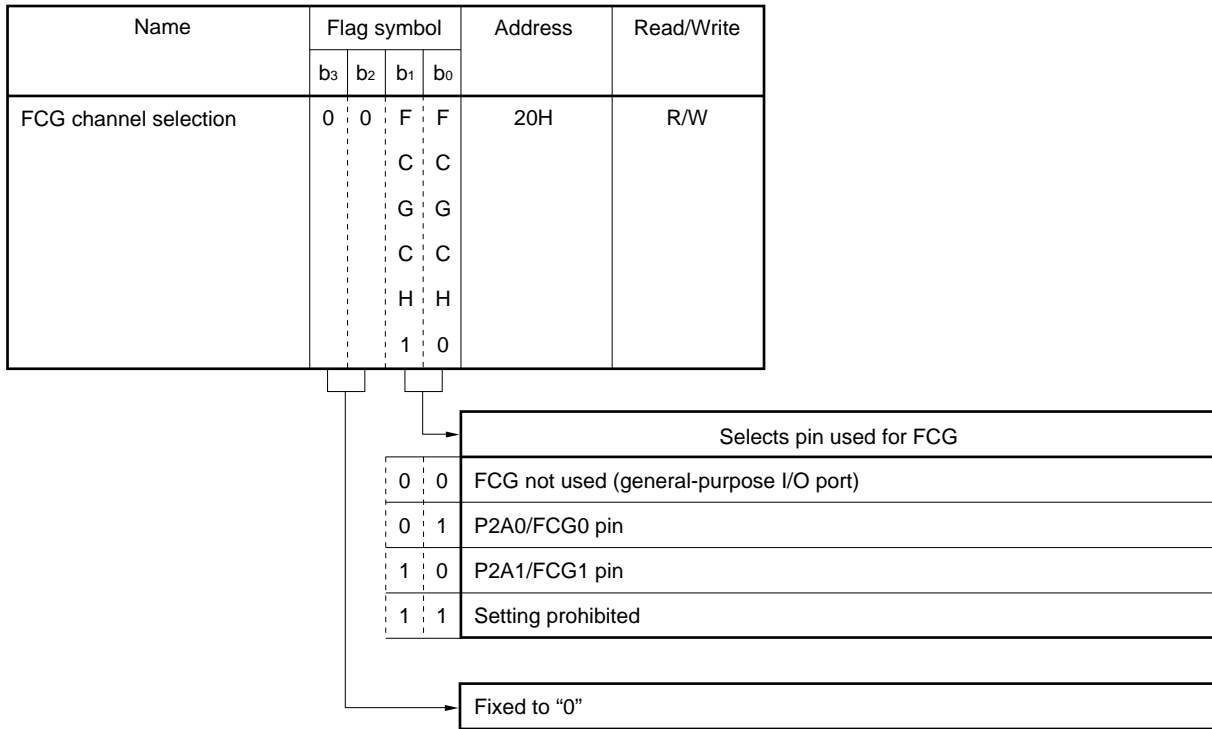 Name Flag symbol Address Read/Write
b3 b2 b1 b0
FCG channel selection 0 0 F F 20H R/W
C C
G G
C C
H H
1 0
Selects pin used for FCG
0 0 FCG not used (general-purpose I/O port)
0 1 P2A0/FCG0 pin
1 0 P2A1/FCG1 pin
1 1 Setting prohibited
Fixed to “0”